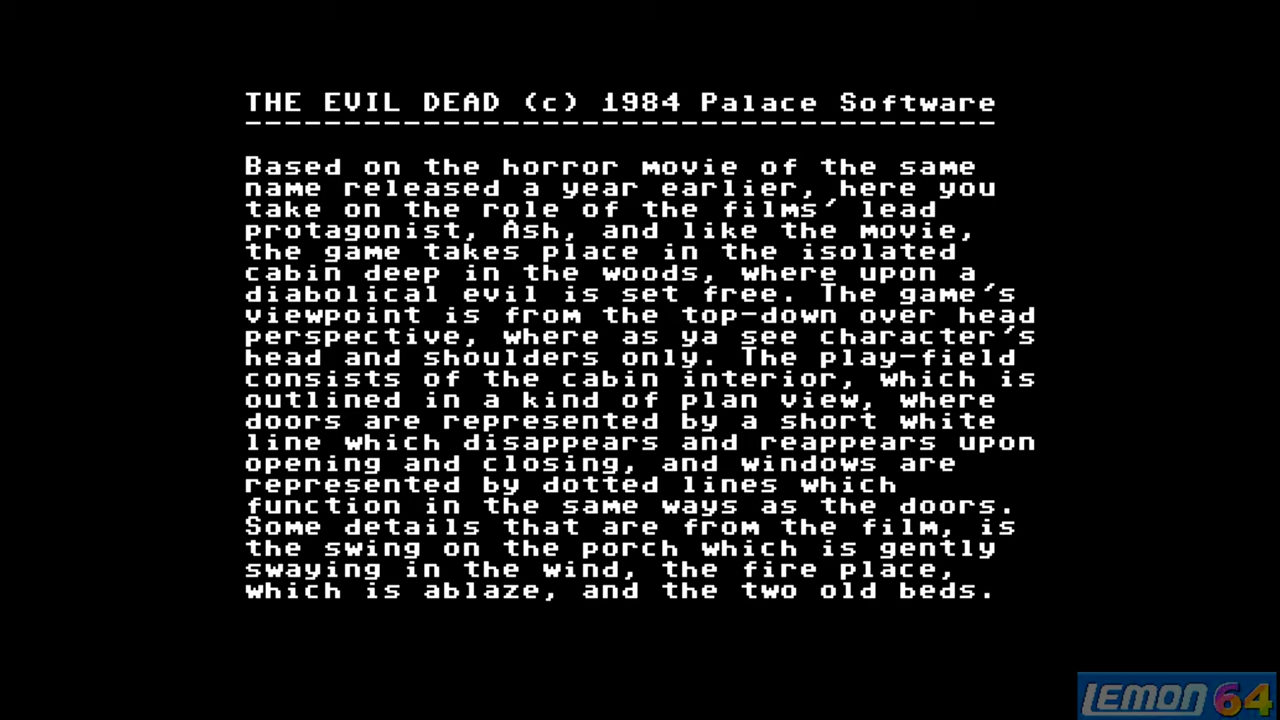 THE EVIL DEAD (c) 1984 Palace Software
--------------------------------------
Based on the horror movie of the same
name released a year earlier, here you
take on the role of the films' lead
protagonist, Ash, and like the movie,
the game takes place in the isolated
cabin deep in the woods, where upon a
diabolical evil is set free. The game's
viewpoint is from the top-down over head
perspective, where as ya see character's
head and shoulders only. The play-field
consists of the cabin interior, which is
outlined in a kind of plan view, where
doors are represented by a short white
line which disappears and reappears upon
opening and closing, and windows are
represented by dotted lines which
function in the same ways as the doors.
Some details that are from the film, is
the swing on the porch which is gently
swaying in the wind, the fire place,
which is ablaze, and the two old beds.
LEMON 64